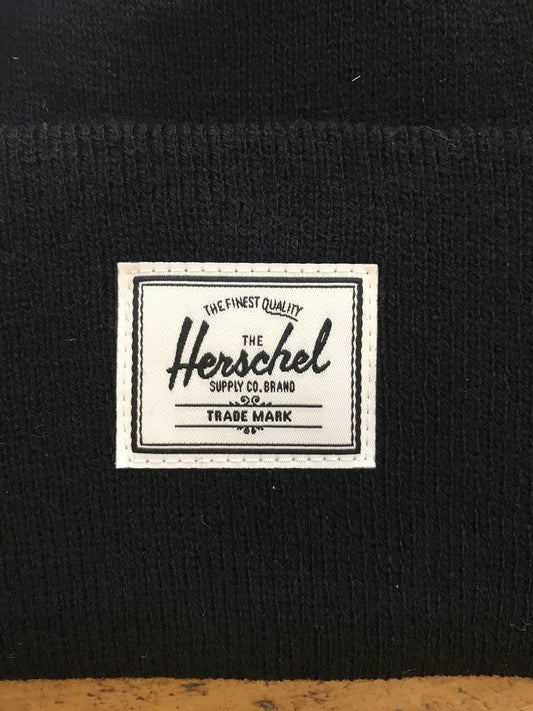 THE FINEST QUALITY
THE
Herschel
SUPPLY CO. BRAND
TRADE MARK